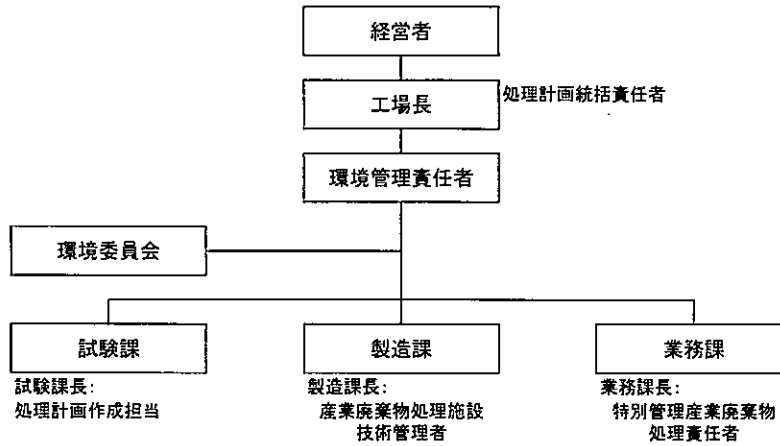 経営者
工場長
処理計画統括責任者
環境管理責任者
環境委員会
試験課
製造課
業務課
試験課長:
処理計画作成担当
製造課長:
産業廃棄物処理施設
技術管理者
業務課長:
特別管理産業廃棄物
処理責任者